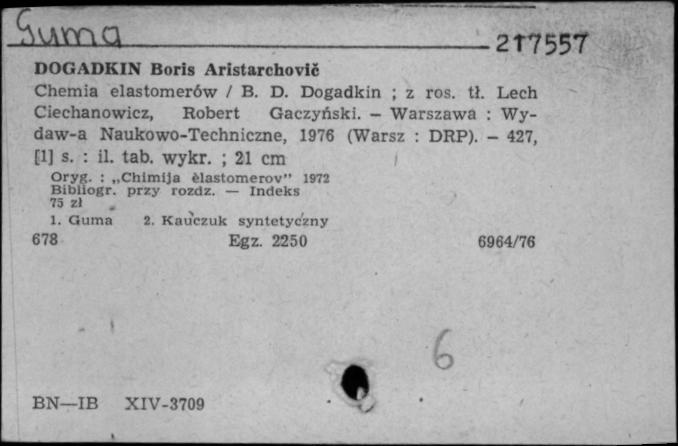 Guma
217557
DOGADKIN Boris Aristarchovič
Chemia elastomerów / B. D. Dogadkin ; z ros. tł. Lech
Ciechanowicz, Robert Gaczyński. — Warszawa : Wy-
daw-a Naukowo-Techniczne, 1976 (Warsz : DRP). — 427,
[1] s. : il. tab. wykr. ; 21 cm
Oryg. : „Chimija èlastomerov" 1972
Bibliogr. przy rozdz. — Indeks
75 zł
1. Guma 2. Kauczuk syntetyczny
678 Egz. 2250 6964/76
6
BN—IB XIV-3709